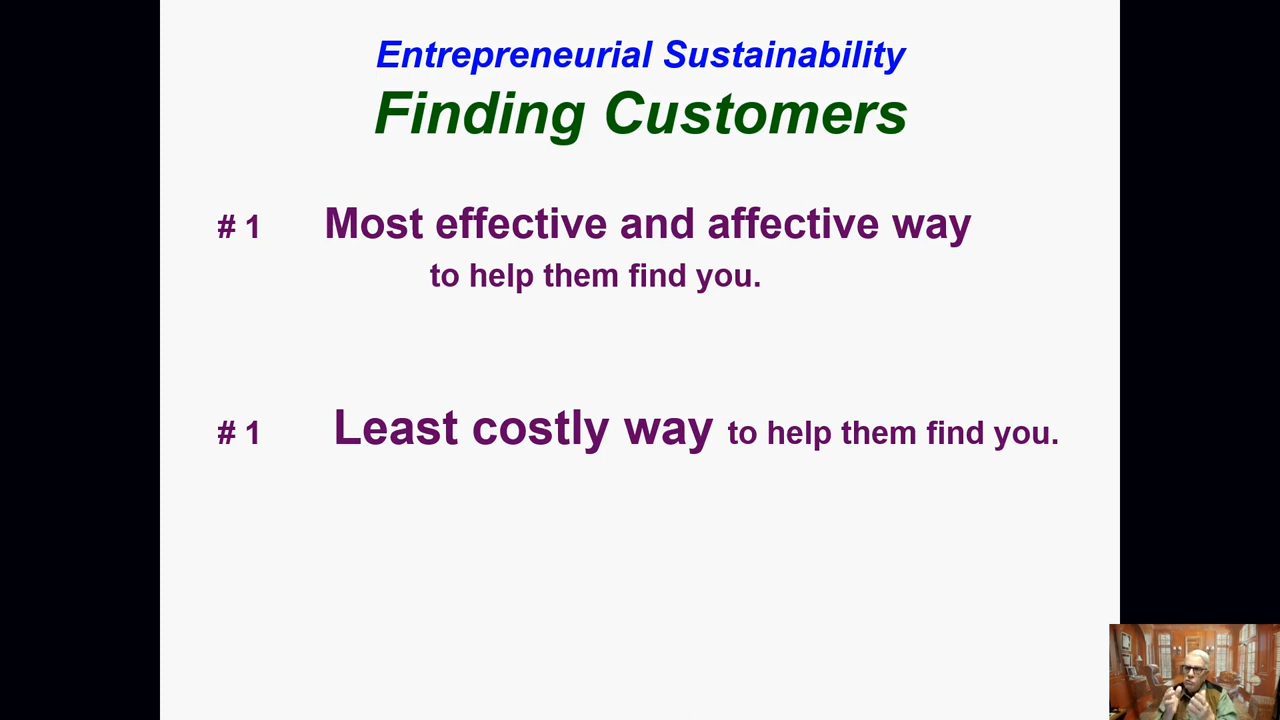 Entrepreneurial Sustainability
Finding Customers
# 1 Most effective and affective way
to help them find you.
# 1 Least costly way to help them find you.